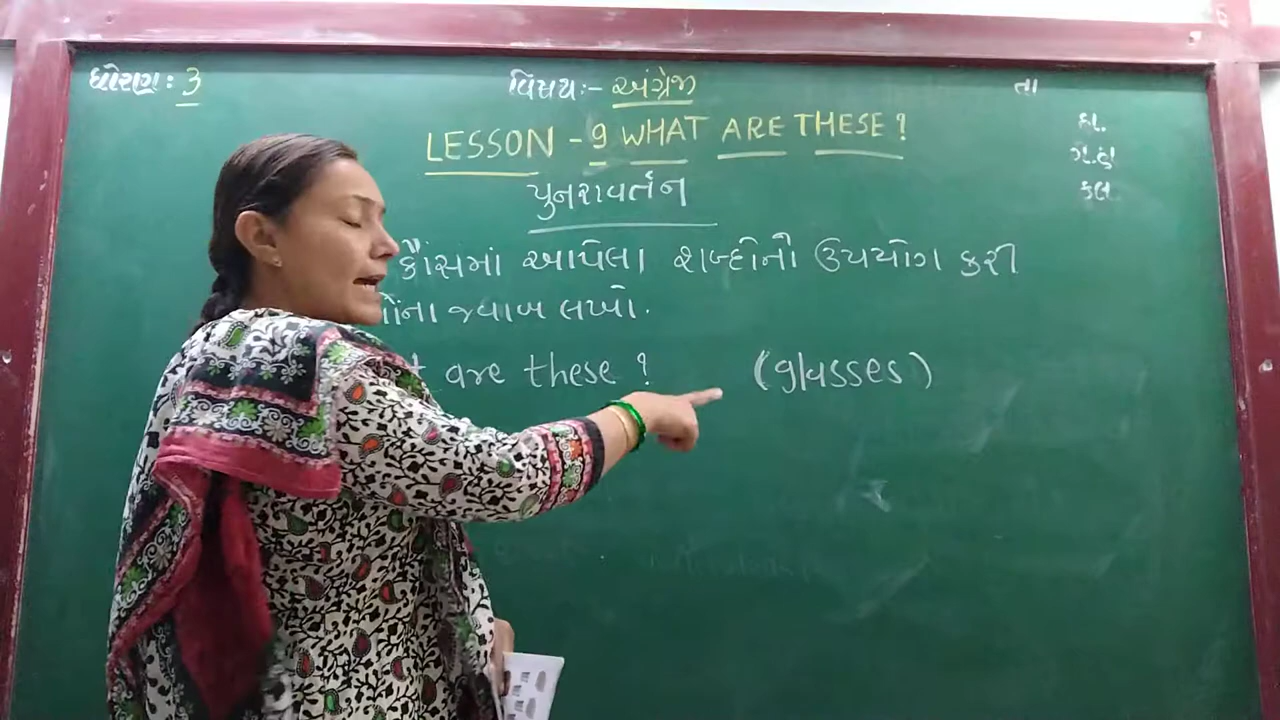 ધોરણ: 3
વિષય:- અંગ્રેજી
તા
LESSON - 9 WHAT ARE THESE ?
હા.
ગે.હા
કુલ
પુનરાવર્તન
કૌંસમાં આપેલા શબ્દોનો ઉપયોગ કરી
ોના જવાબ લખો.
t are these ? (glasses)